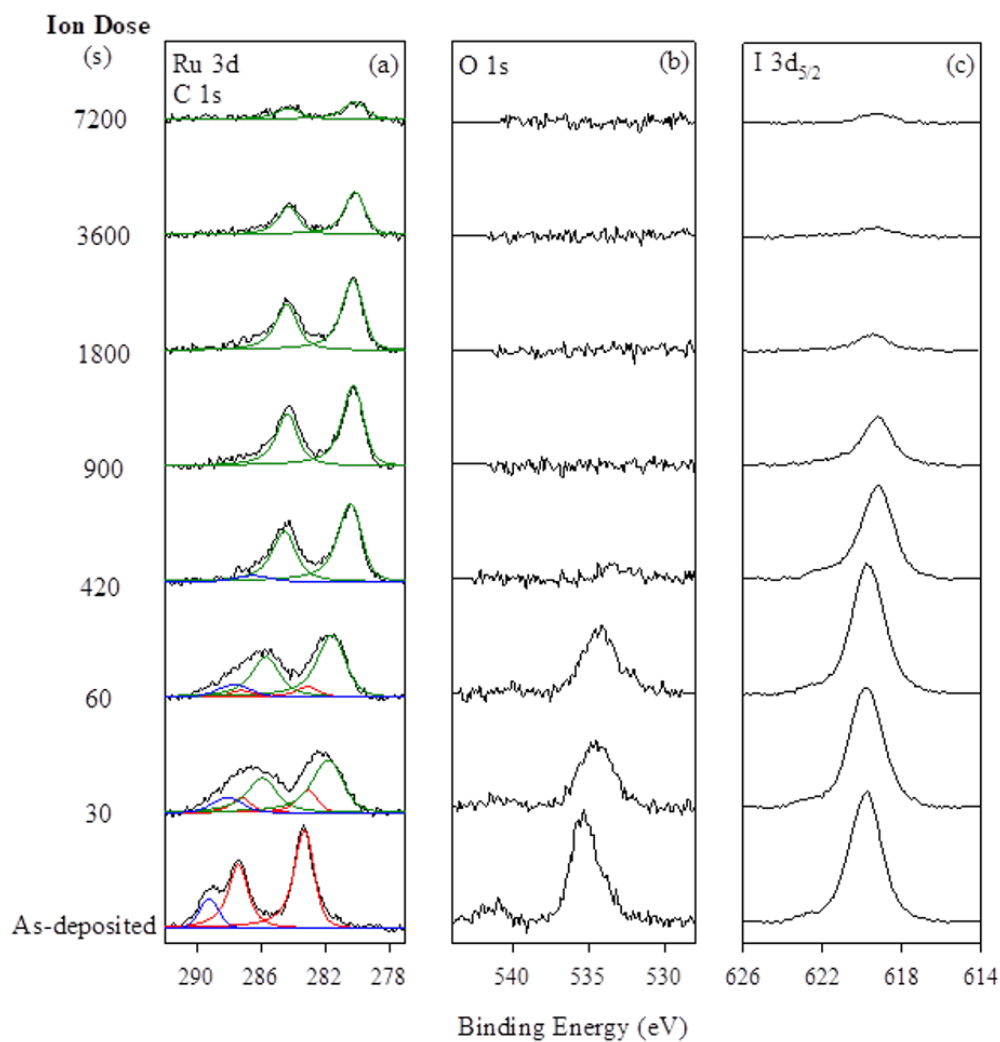 Ion Dose
(s)
Ru 3d (a)
C 1s
O 1s (b)
I 3d5/2 (c)
7200
3600
1800
900
420
60
30
As-deposited
290 286 282 278
540 535 530
626 622 618 614
Binding Energy (eV)